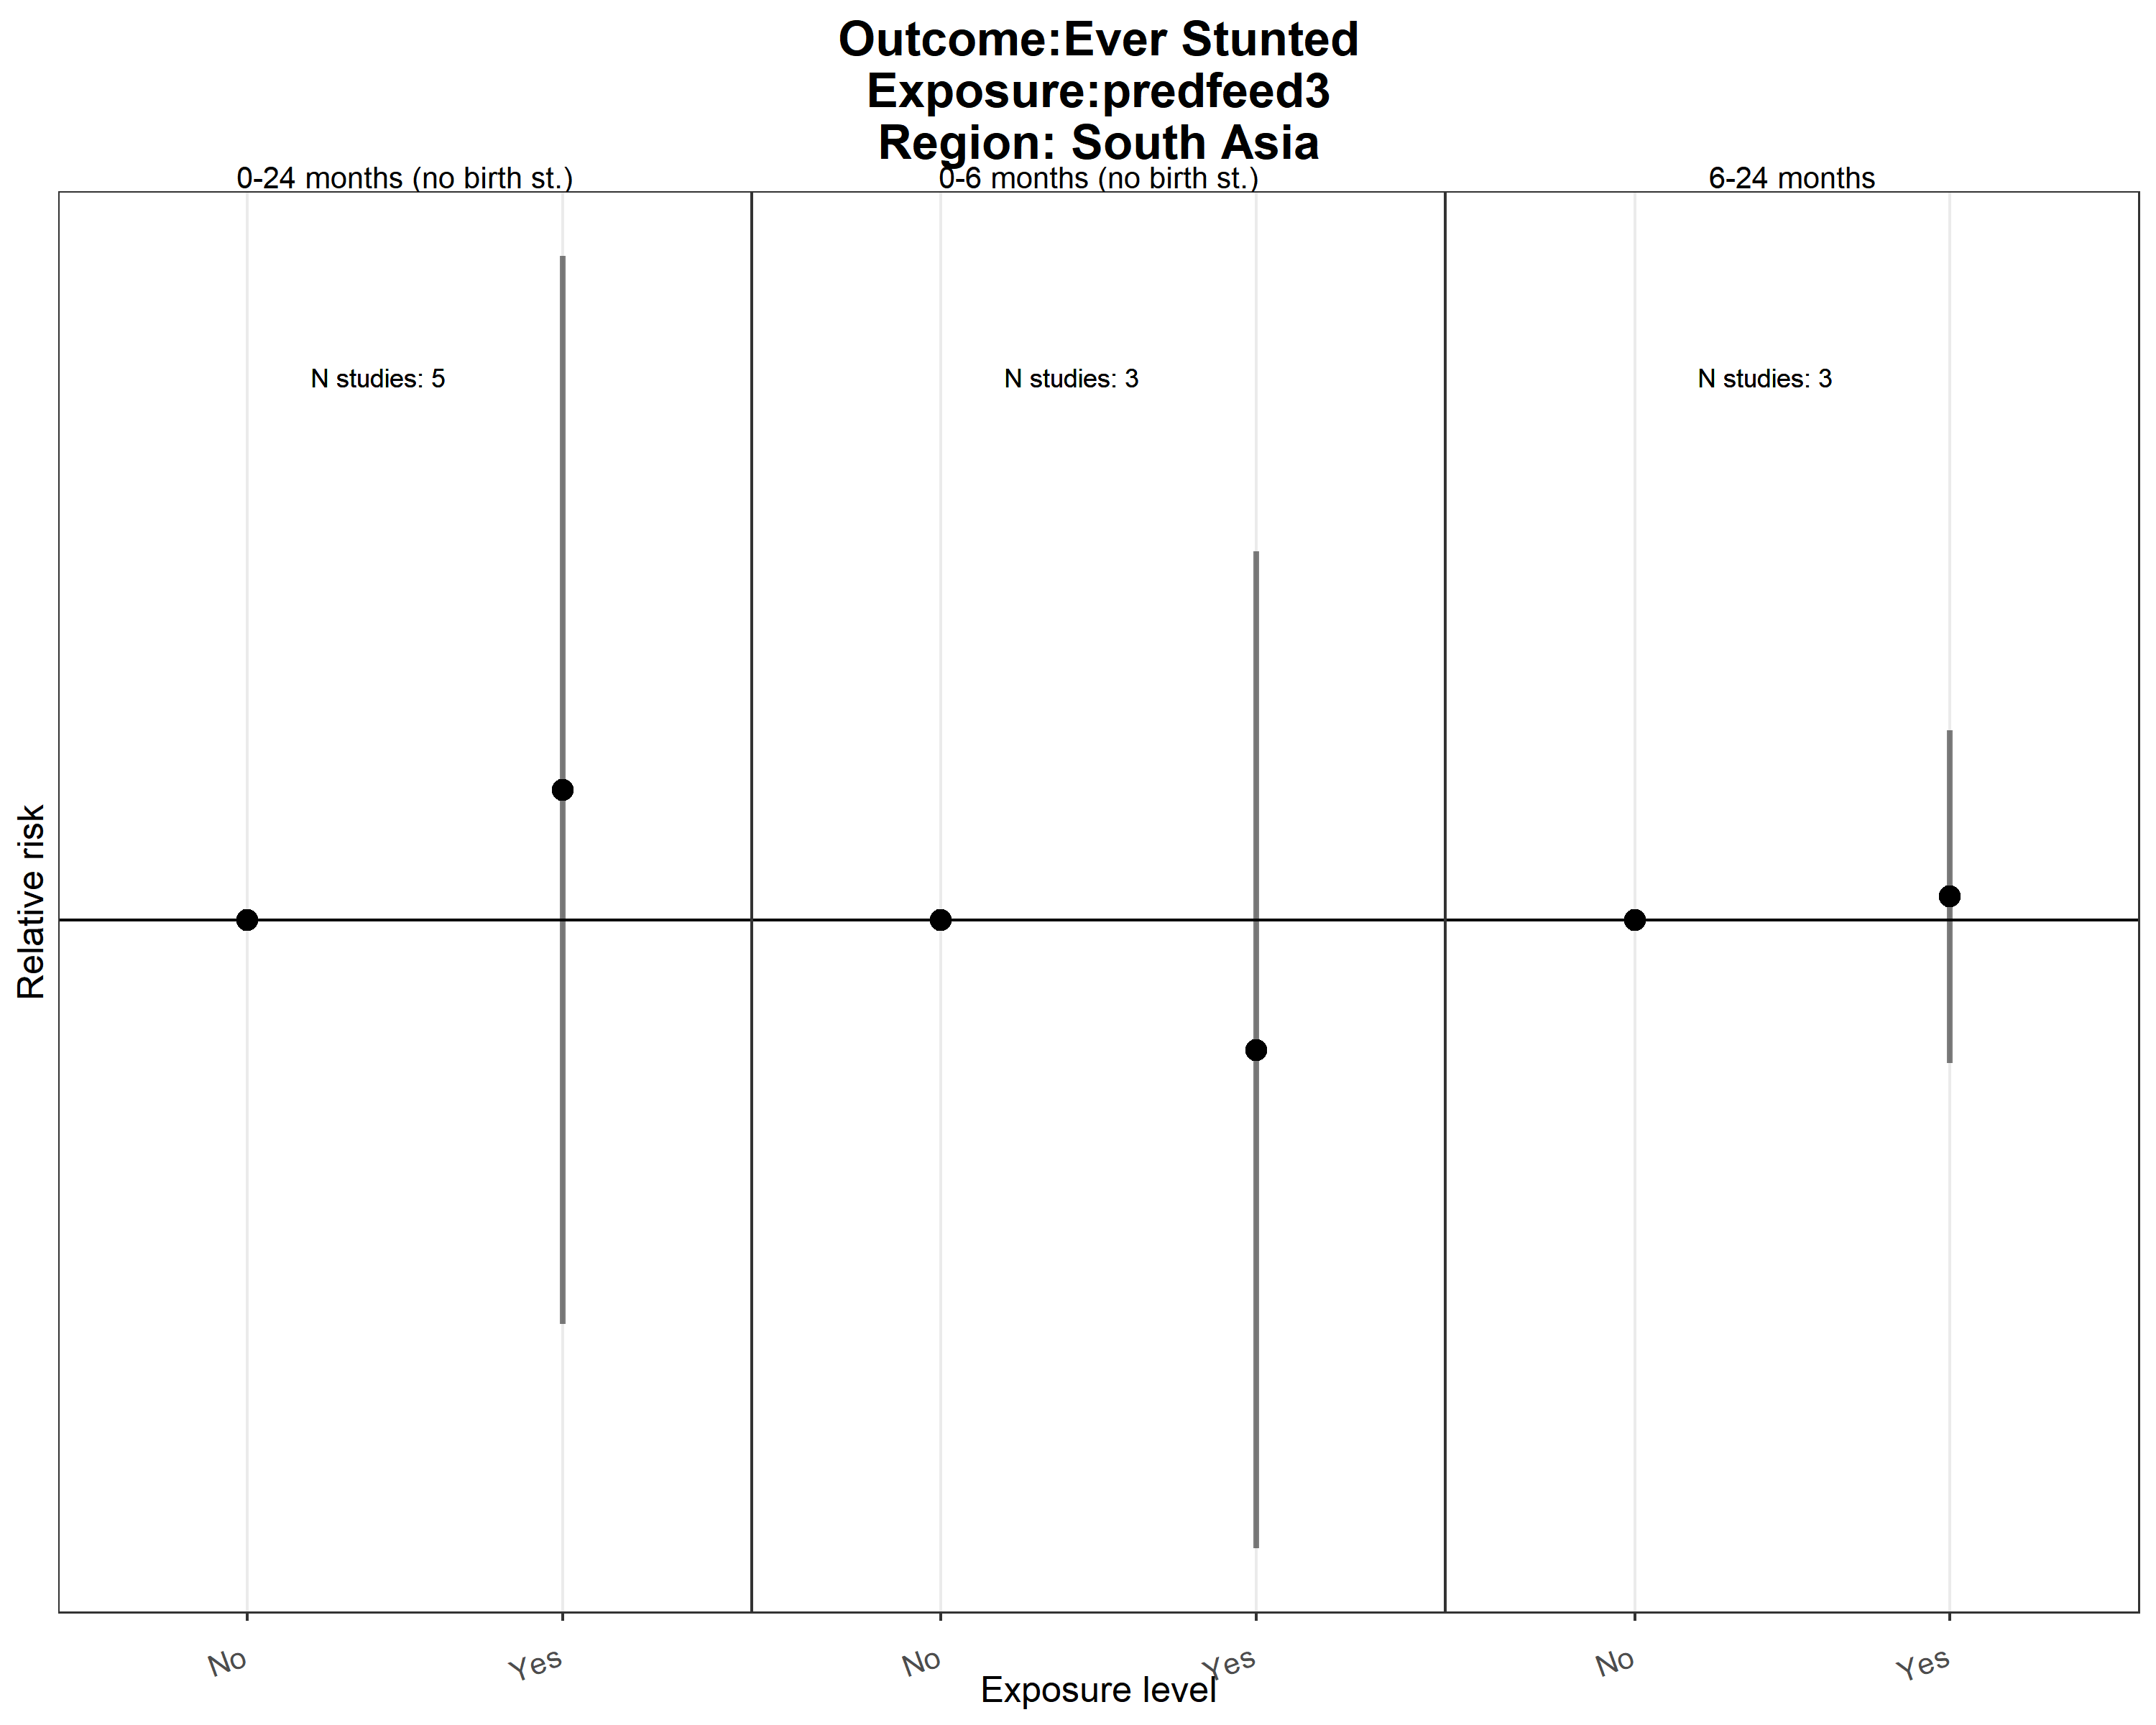 Outcome:Ever Stunted
Exposure:predfeed3
Region: South Asia
0-24 months (no birth st.)
0-6 months (no birth st.)
6-24 months
N studies: 5
N studies: 3
N studies: 3
Relative risk
No
Yes
No
Yes
No
Yes
Exposure level